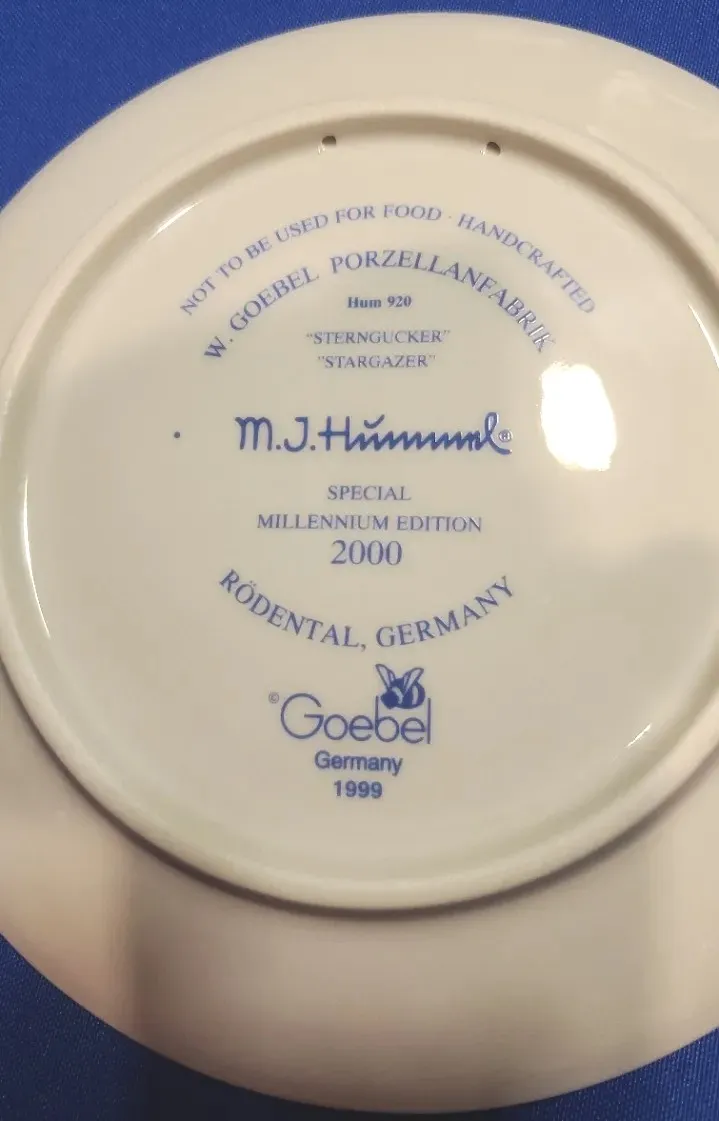 NOT TO BE USED FOR FOOD · HANDCRAFTED
W. GOEBEL PORZELLANFABRIK
Hum 920
"STERNGUCKER"
"STARGAZER"
M.J.Hummel®
SPECIAL
MILLENNIUM EDITION
2000
RÖDENTAL, GERMANY
© Goebel
Germany
1999